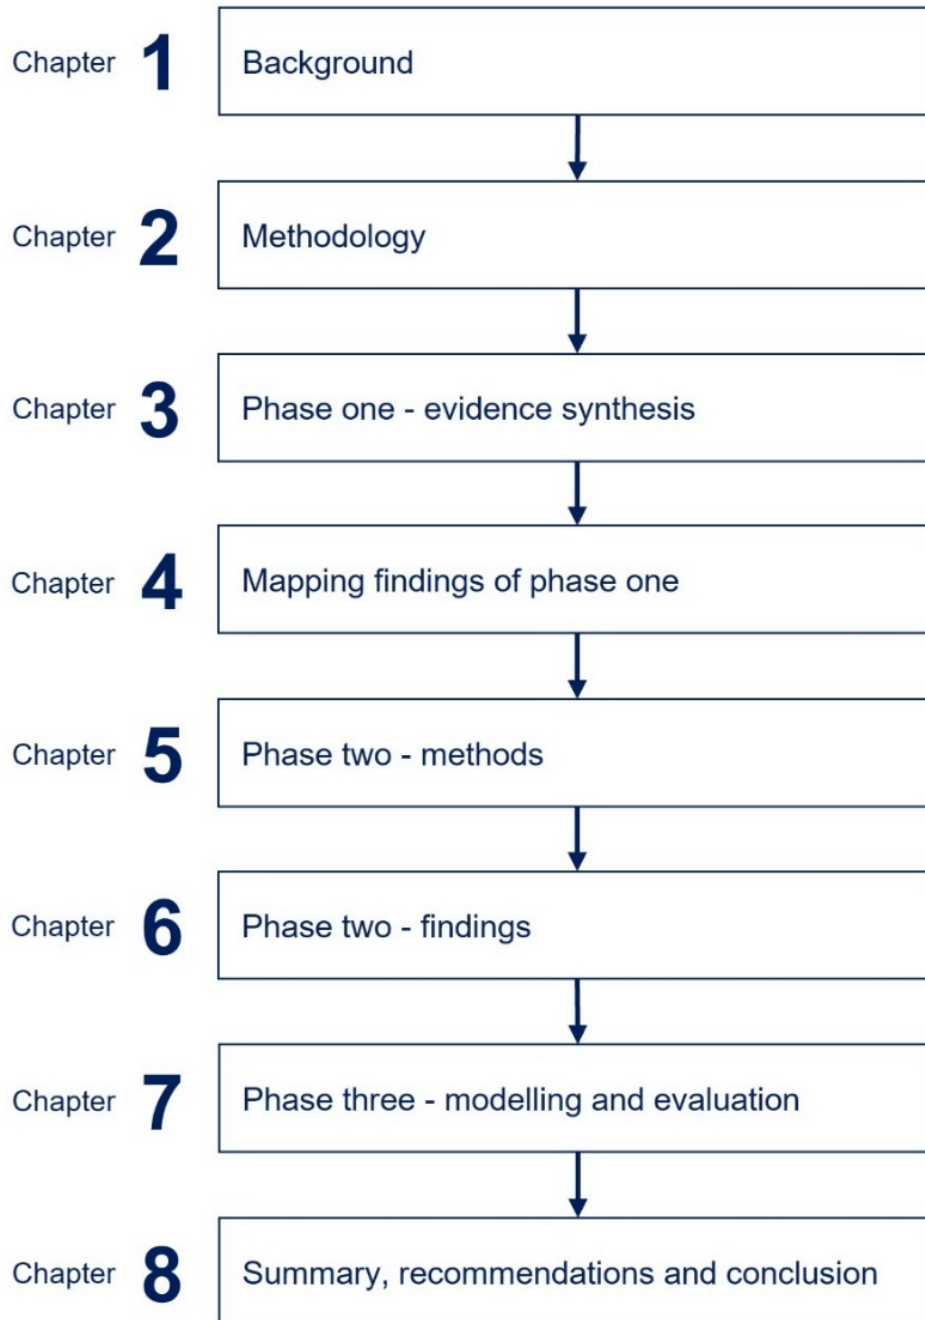 Chapter 1 Background
Chapter 2 Methodology
Chapter 3 Phase one - evidence synthesis
Chapter 4 Mapping findings of phase one
Chapter 5 Phase two - methods
Chapter 6 Phase two - findings
Chapter 7 Phase three - modelling and evaluation
Chapter 8 Summary, recommendations and conclusion